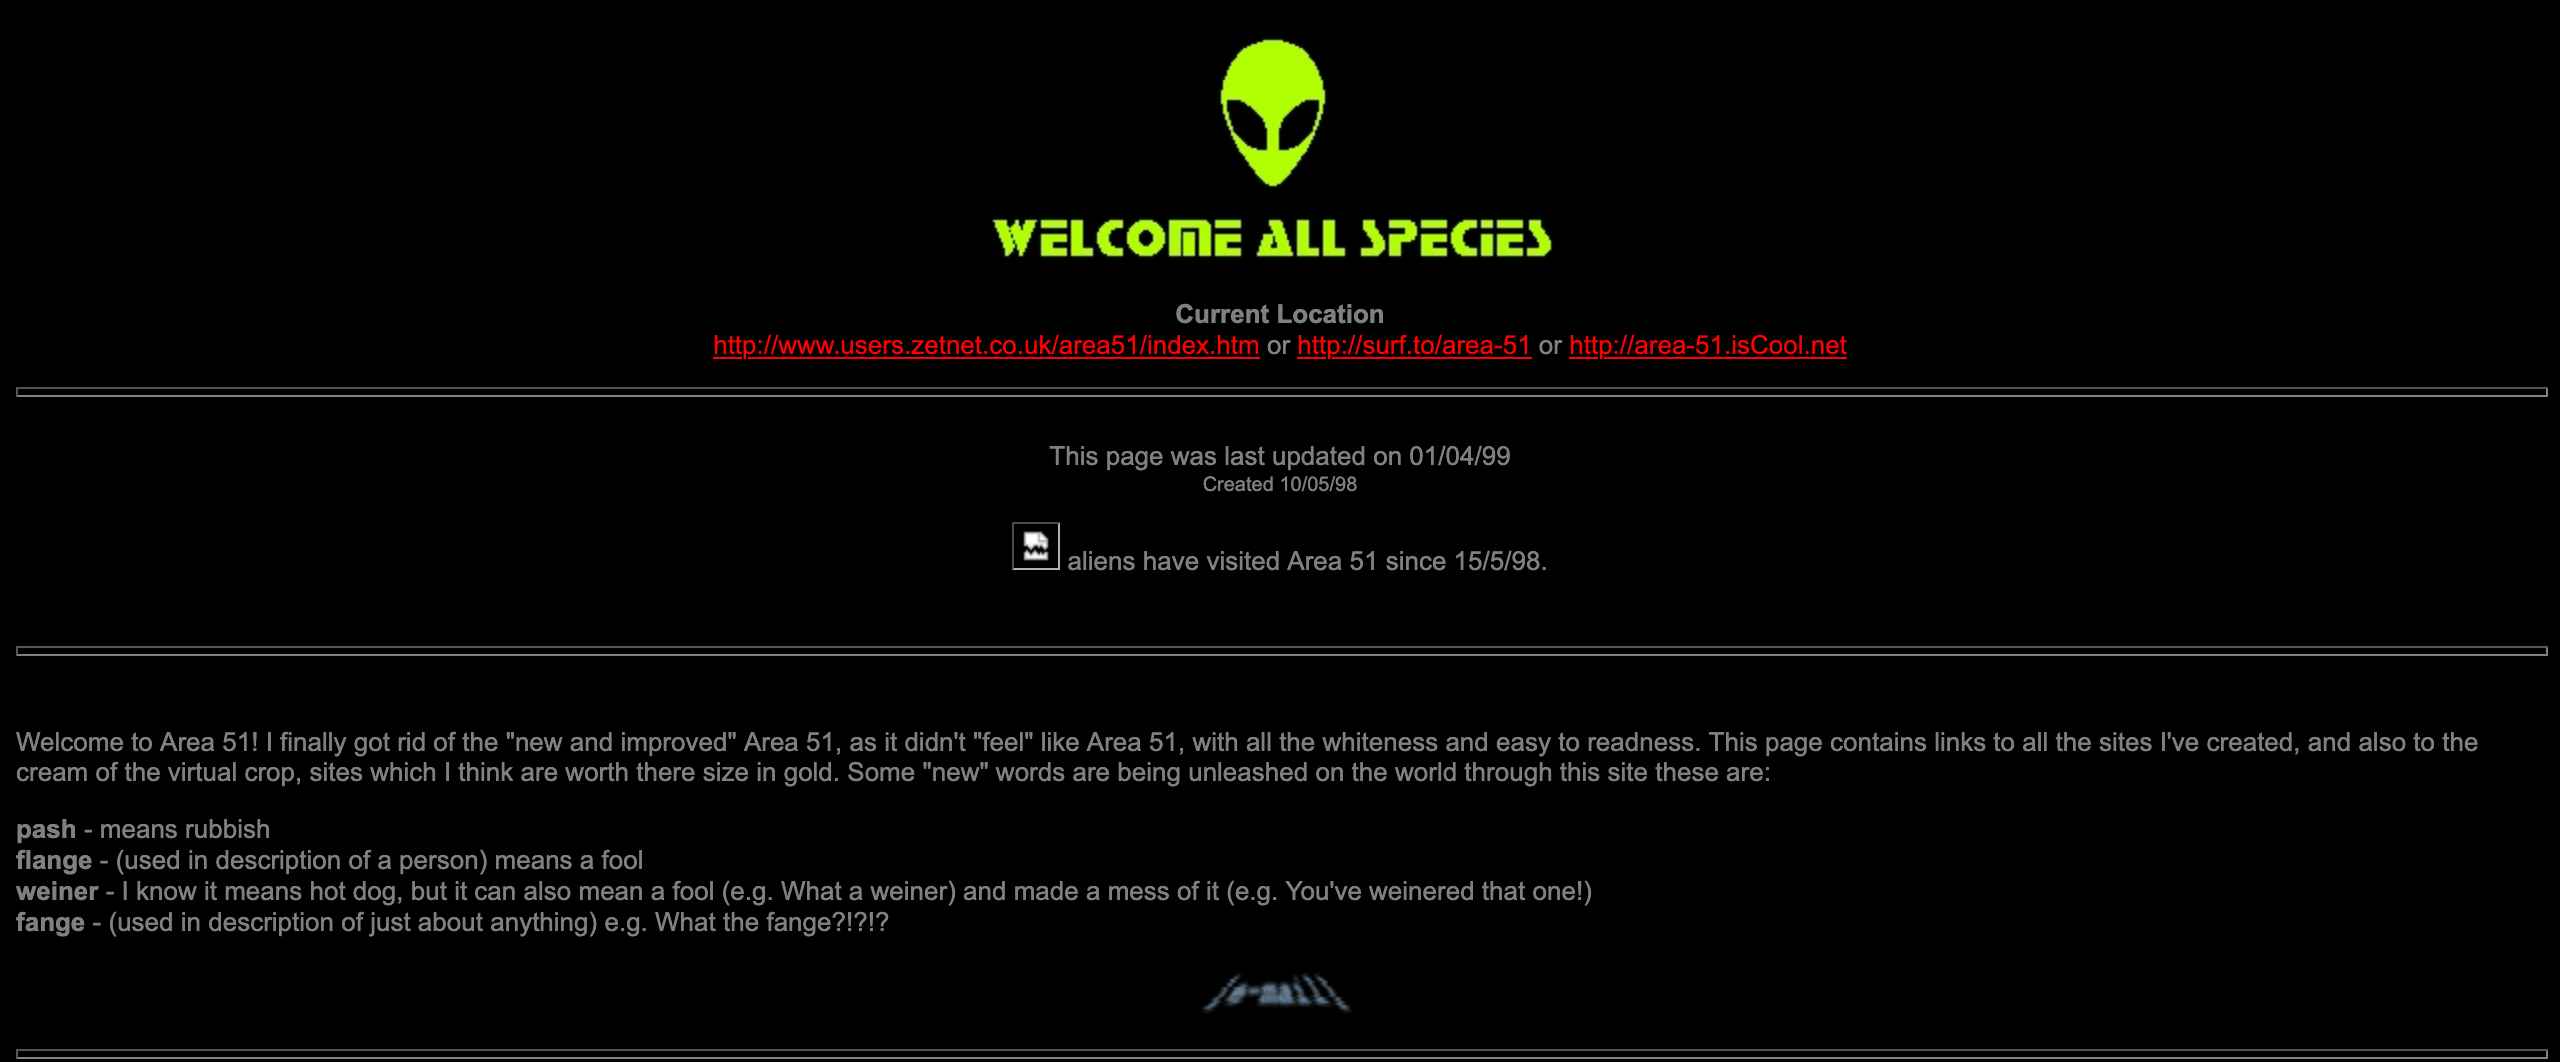 WELCOME ALL SPECiES
Current Location
http://www.users.zetnet.co.uk/area51/index.htm or http://surf.to/area-51 or http://area-51.isCool.net
This page was last updated on 01/04/99
Created 10/05/98
aliens have visited Area 51 since 15/5/98.
Welcome to Area 51! I finally got rid of the "new and improved" Area 51, as it didn't "feel" like Area 51, with all the whiteness and easy to readness. This page contains links to all the sites I've created, and also to the
cream of the virtual crop, sites which I think are worth there size in gold. Some "new" words are being unleashed on the world through this site these are:
pash - means rubbish
flange - (used in description of a person) means a fool
weiner - I know it means hot dog, but it can also mean a fool (e.g. What a weiner) and made a mess of it (e.g. You've weinered that one!)
fange - (used in description of just about anything) e.g. What the fange?!?!?
e-mail